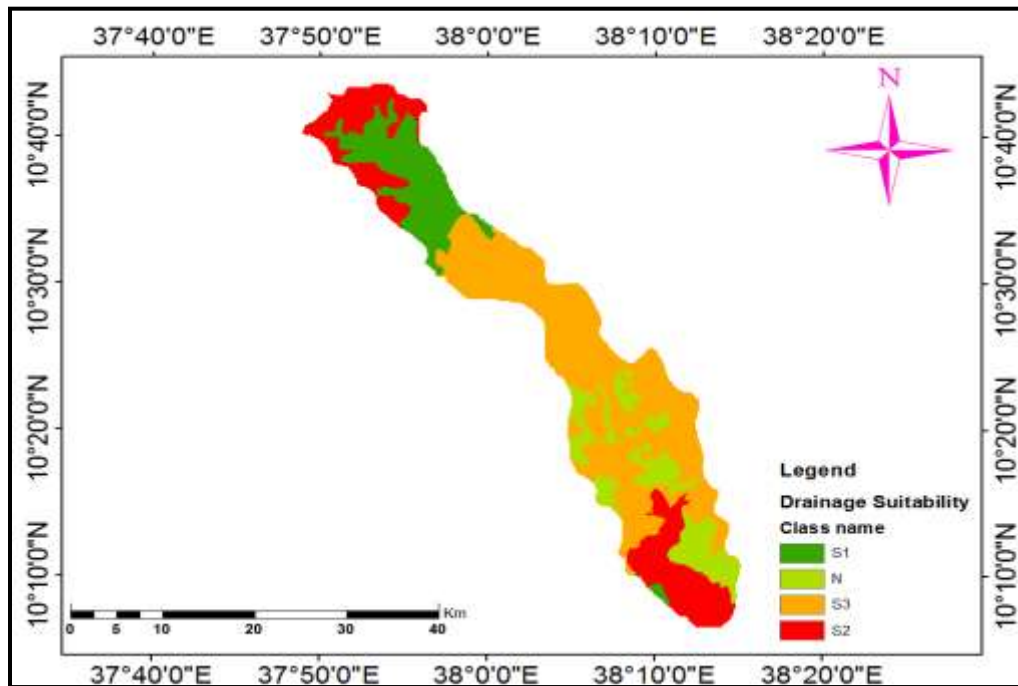 37°40'0"E 37°50'0"E 38°0'0"E 38°10'0"E 38°20'0"E
N
10°40'0"N 10°40'0"N
10°30'0"N 10°30'0"N
10°20'0"N 10°20'0"N
Legend
Drainage Suitability
Class name
S1
N
S3
S2
10°10'0"N 10°10'0"N
Km
0 5 10 20 30 40
37°40'0"E 37°50'0"E 38°0'0"E 38°10'0"E 38°20'0"E